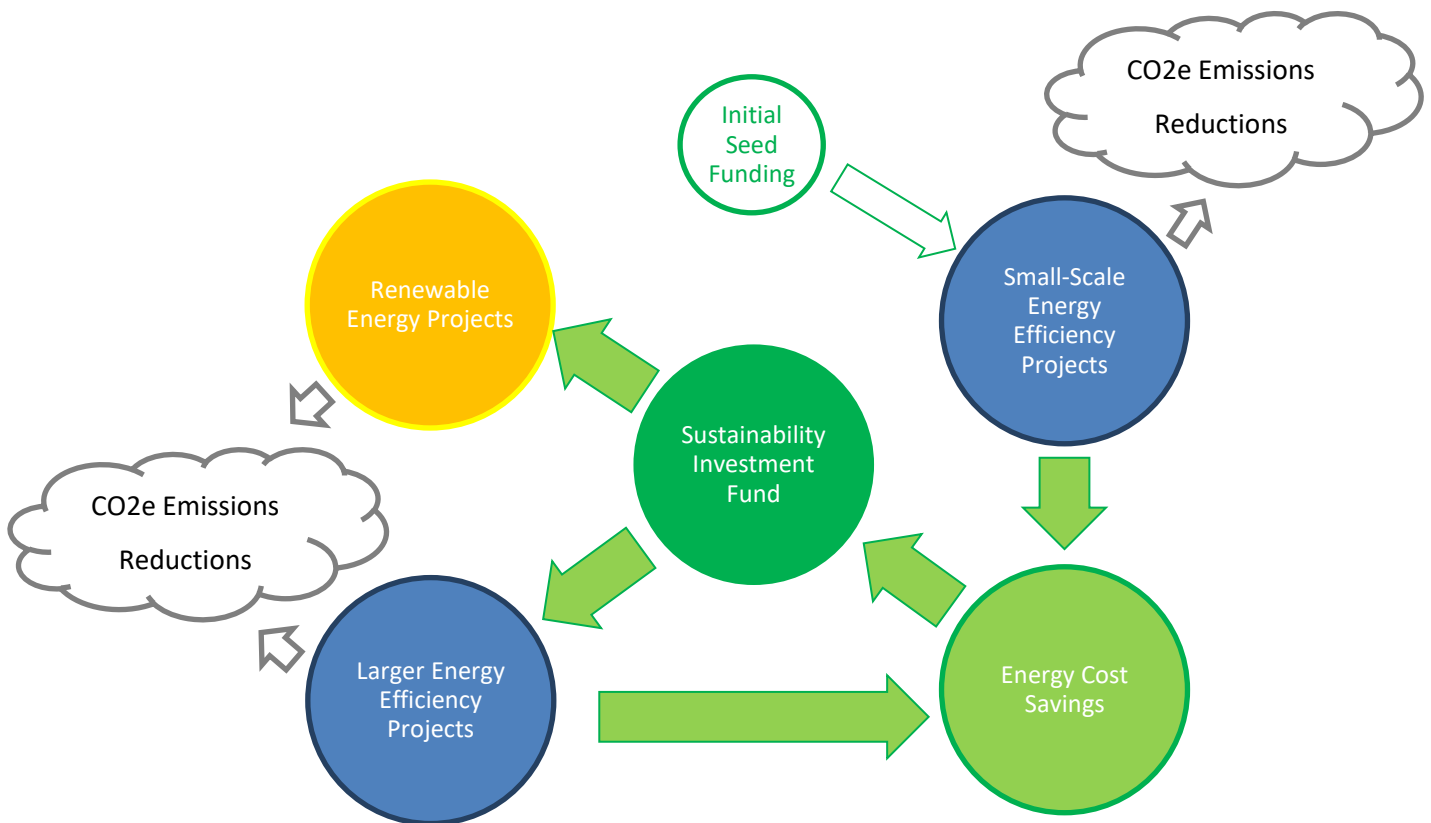 CO2e Emissions
Reductions
Initial
Seed
Funding
Renewable
Energy Projects
Small-Scale
Energy
Efficiency
Projects
Sustainability
Investment
Fund
CO2e Emissions
Reductions
Larger Energy
Efficiency
Projects
Energy Cost
Savings